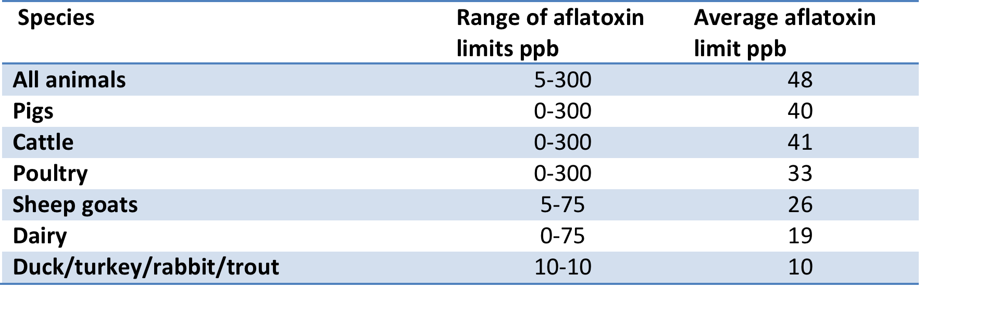 Species Range of aflatoxin Average aflatoxin
limits ppb limit ppb
All animals 5-300 48
Pigs 0-300 40
Cattle 0-300 41
Poultry 0-300 33
Sheep goats 5-75 26
Dairy 0-75 19
Duck/turkey/rabbit/trout 10-10 10